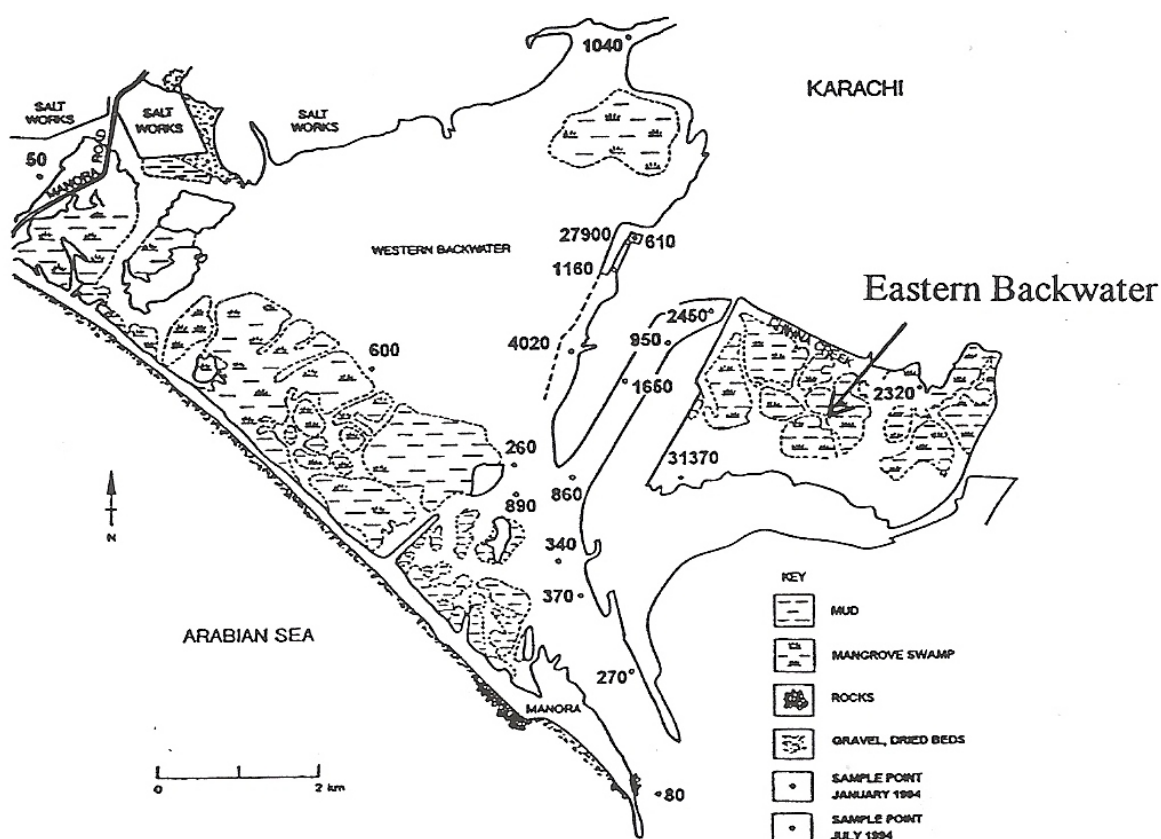 1040
KARACHI
SALT
WORKS
SALT
WORKS
SALT
WORKS
50
MANORA ROAD
WESTERN BACKWATER
27900
610
1160
Eastern Backwater
2450
950
4020
600
1650
CREEK
2320
260
31370
890
860
340
370
270
ARABIAN SEA
MANORA
80
N
0
2 km
KEY
MUD
MANGROVE SWAMP
ROCKS
GRAVEL, DRIED BEDS
SAMPLE POINT
JANUARY 1994
SAMPLE POINT
JULY 1994